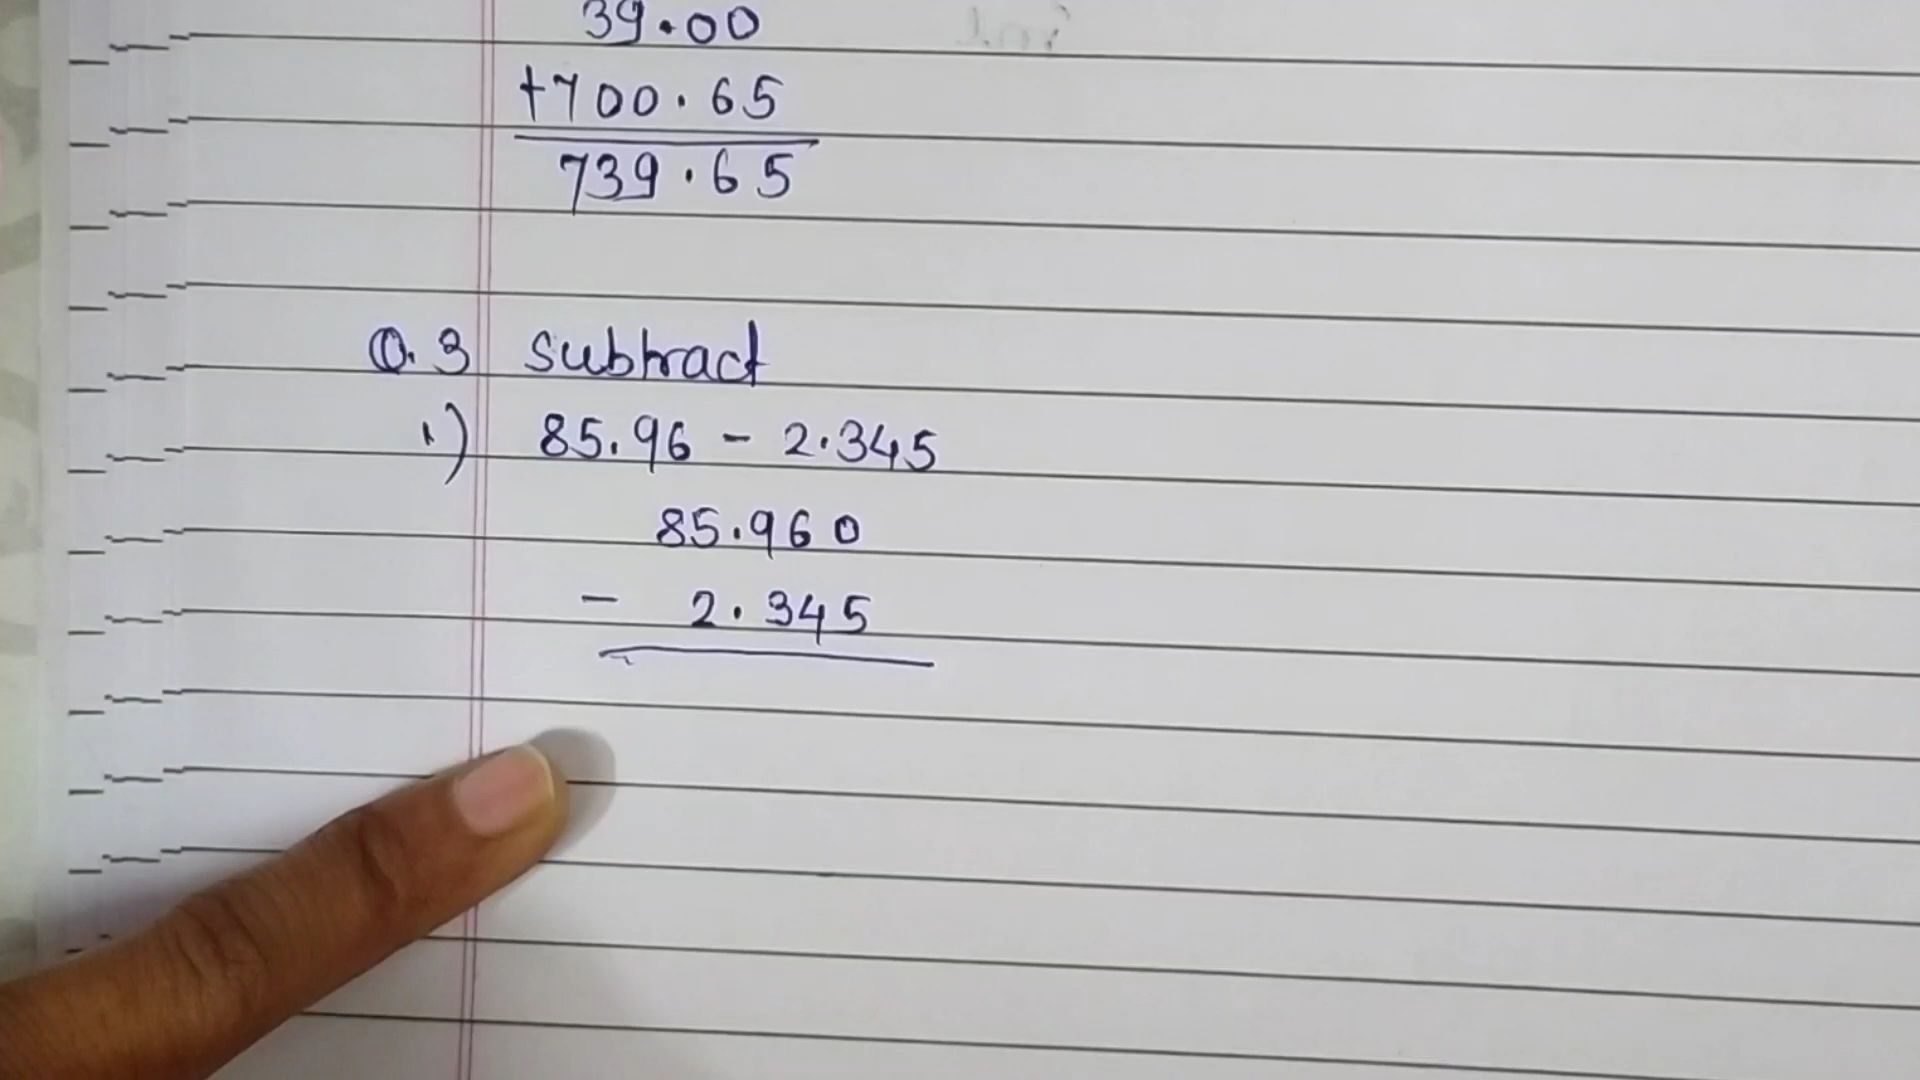 39.00
+700.65
739.65
Q.3 Subtract
1) 85.96 - 2.345
85.960
- 2.345